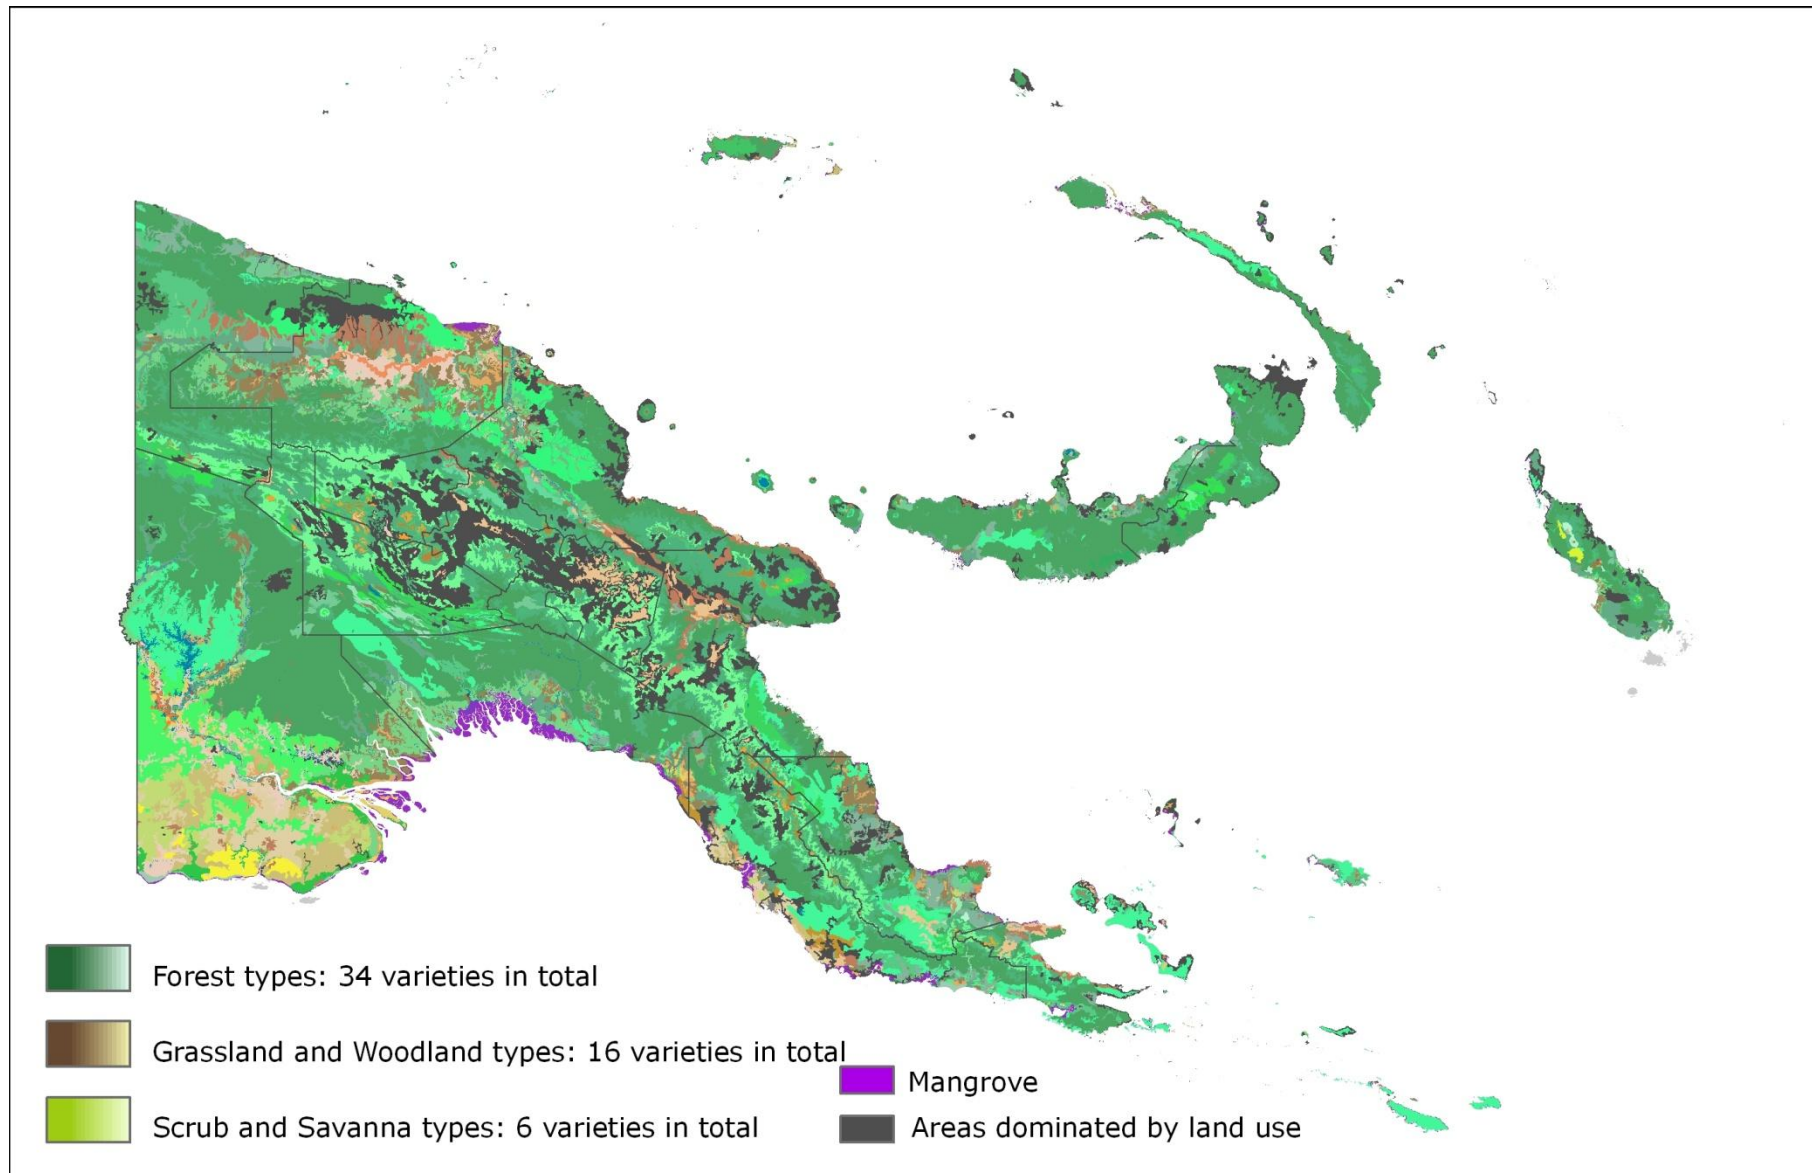 Forest types: 34 varieties in total
Grassland and Woodland types: 16 varieties in total
Scrub and Savanna types: 6 varieties in total
Mangrove
Areas dominated by land use